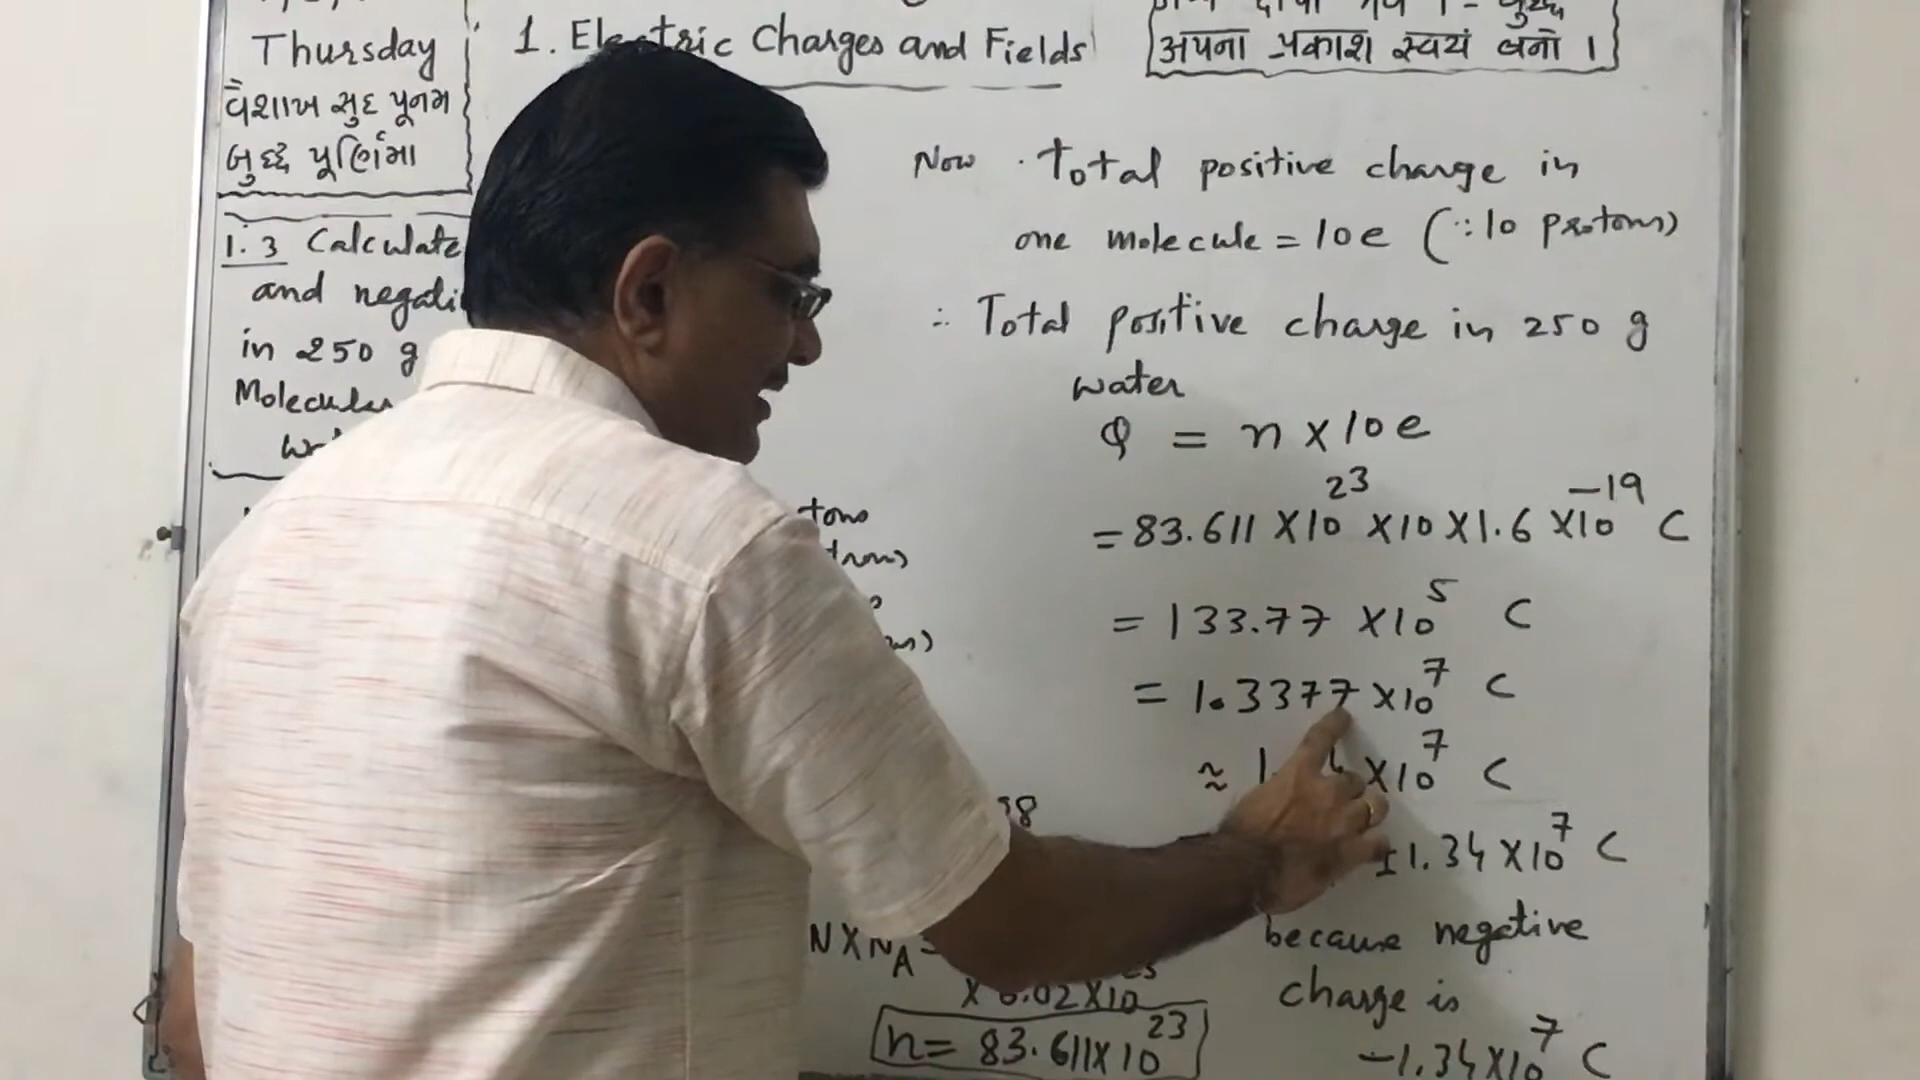 Thursday
વૈશાખ સુદ પૂનમ
બુદ્ધ પૂર્ણિમા
1. Electric Charges and Fields
अपना प्रकाश स्वयं बनो ।
1.3 Calculate
and negati
in 250 g
Molecular
Now Total positive charge in
one molecule = 10e (∵ 10 protons)
∴ Total positive charge in 250 g
water
Q = n × 10e
= 83.611 × 10²³ × 10 × 1.6 × 10⁻¹⁹ C
= 133.77 × 10⁵ C
= 1.3377 × 10⁷ C
≈ 1. 4 × 10⁷ C
±1.34 × 10⁷ C
because negative
charge is
−1.34 × 10⁷ C
N × N_A =
× 6.02 × 10²³
n = 83.611 × 10²³